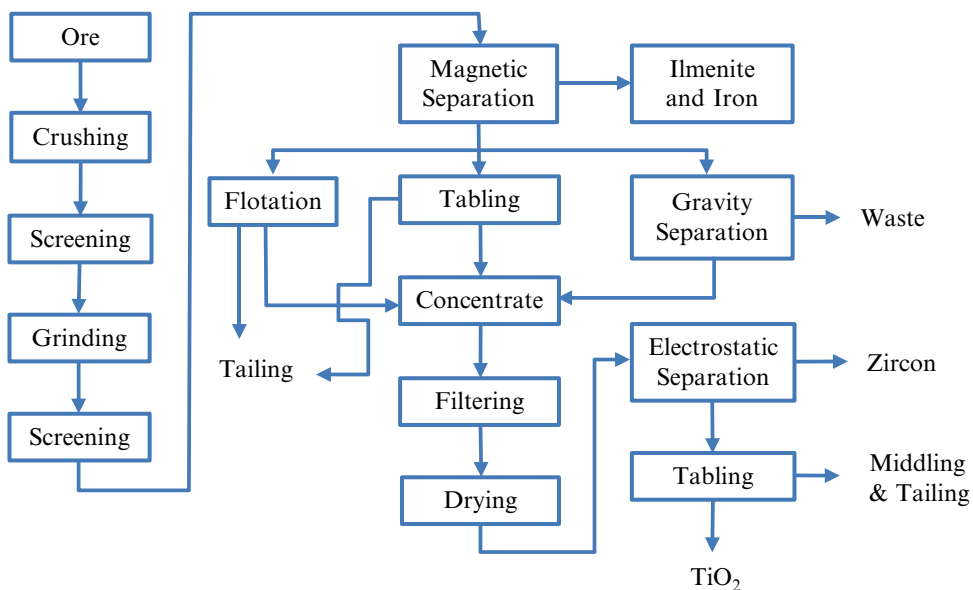 Ore
Crushing
Screening
Grinding
Screening
Magnetic
Separation
Ilmenite
and Iron
Flotation
Tabling
Gravity
Separation
Waste
Concentrate
Tailing
Filtering
Drying
Electrostatic
Separation
Zircon
Tabling
Middling
& Tailing
TiO₂